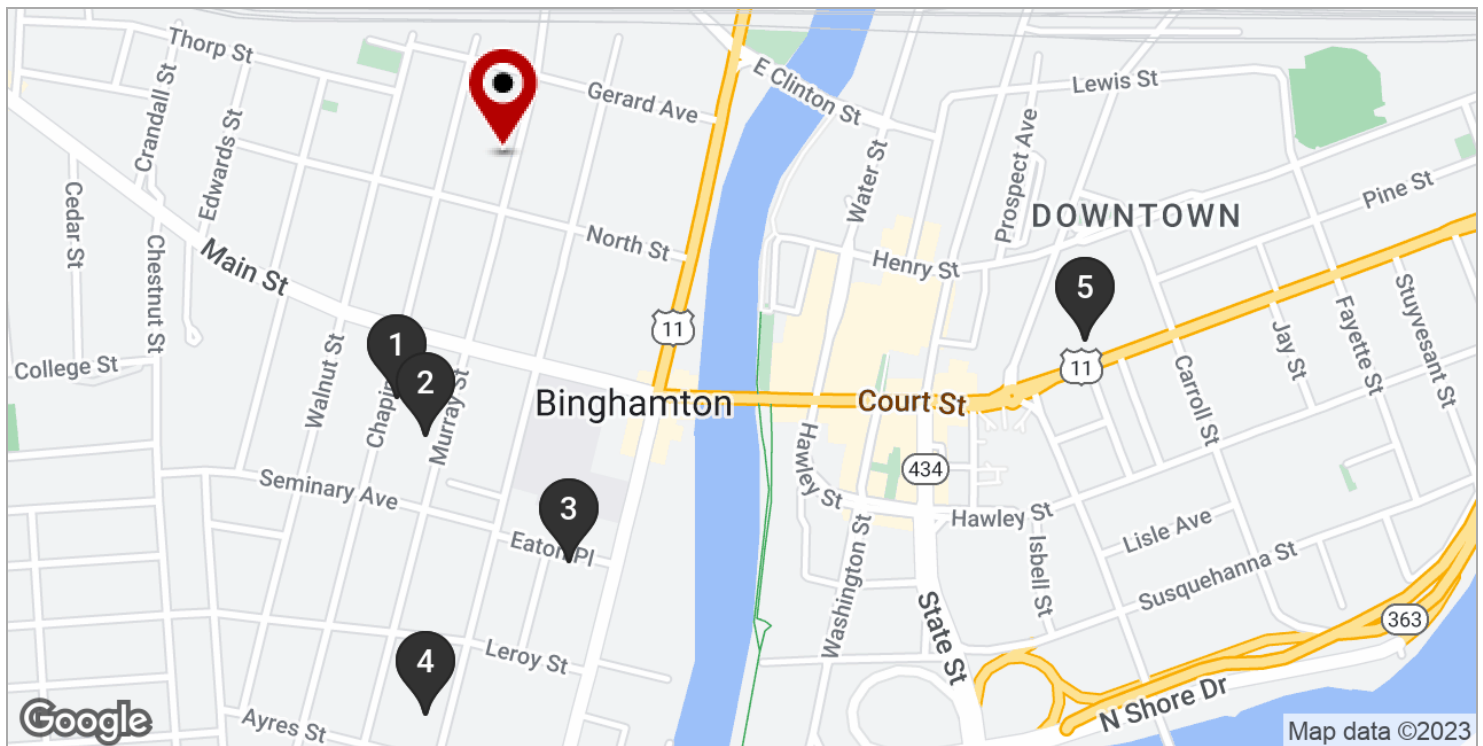 Thorp St
Crandall St
Edwards St
Gerard Ave
E Clinton St
Lewis St
Water St
Prospect Ave
Pine St
DOWNTOWN
Cedar St
Chestnut St
Main St
North St
Henry St
5
11
11
College St
Walnut St
1
Chapin
2
Murray St
Binghamton
Court St
Carroll St
Jay St
Fayette St
Stuyvesant St
Hawley St
434
Seminary Ave
3
Eaton Pl
Hawley St
Isbell St
Lisle Ave
Susquehanna St
Washington St
State St
363
4
Leroy St
Ayres St
N Shore Dr
Google
Map data ©2023